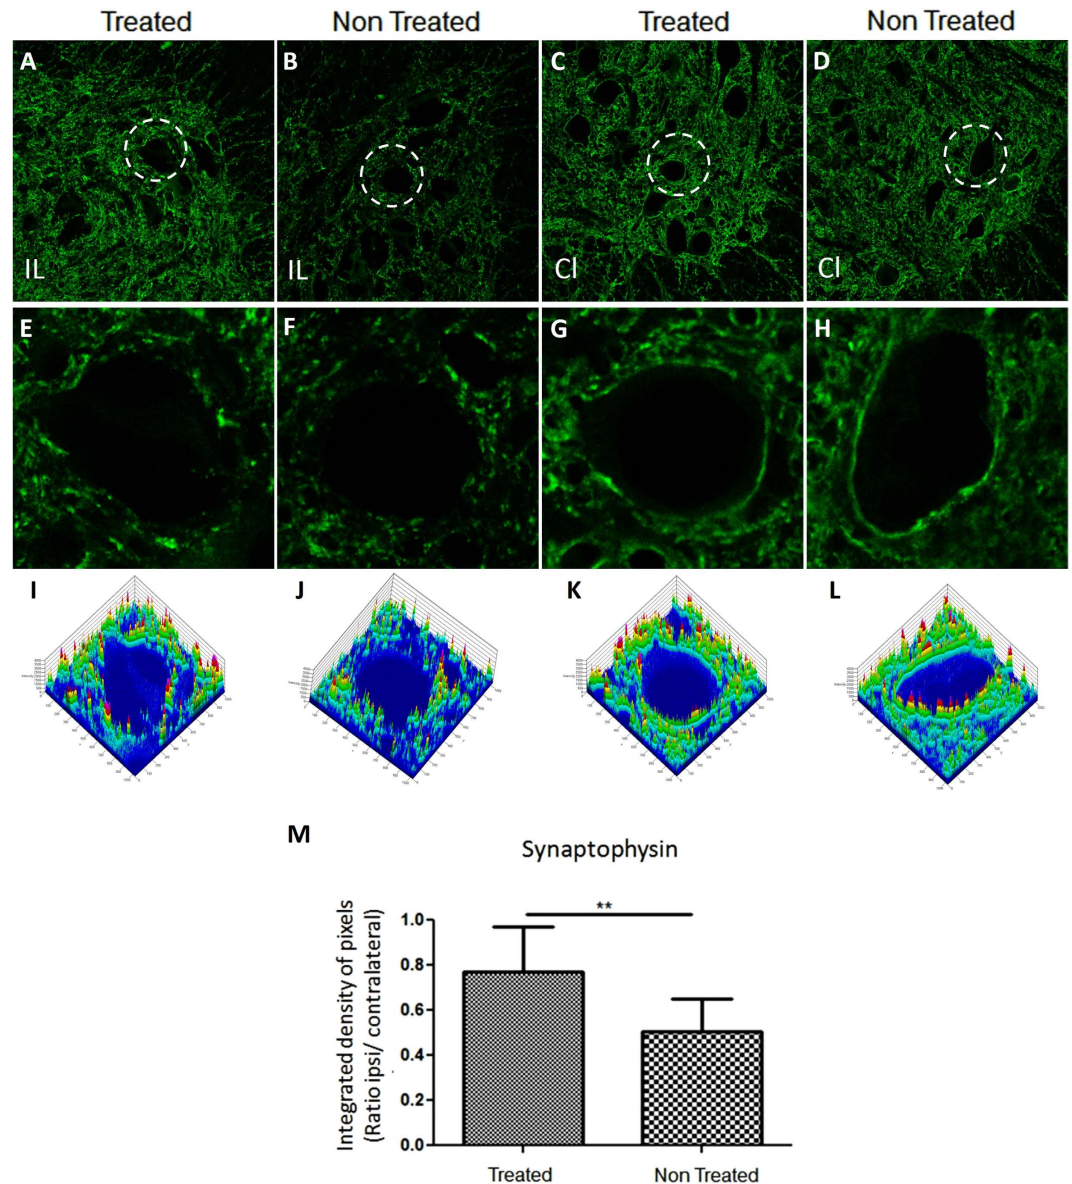 Treated
Non Treated
Treated
Non Treated
A
B
C
D
IL
IL
Cl
Cl
E
F
G
H
I
J
K
L
M
Synaptophysin
**
Integrated density of pixels
(Ratio ipsi/ contralateral)
1.0
0.8
0.6
0.4
0.2
0.0
Treated
Non Treated